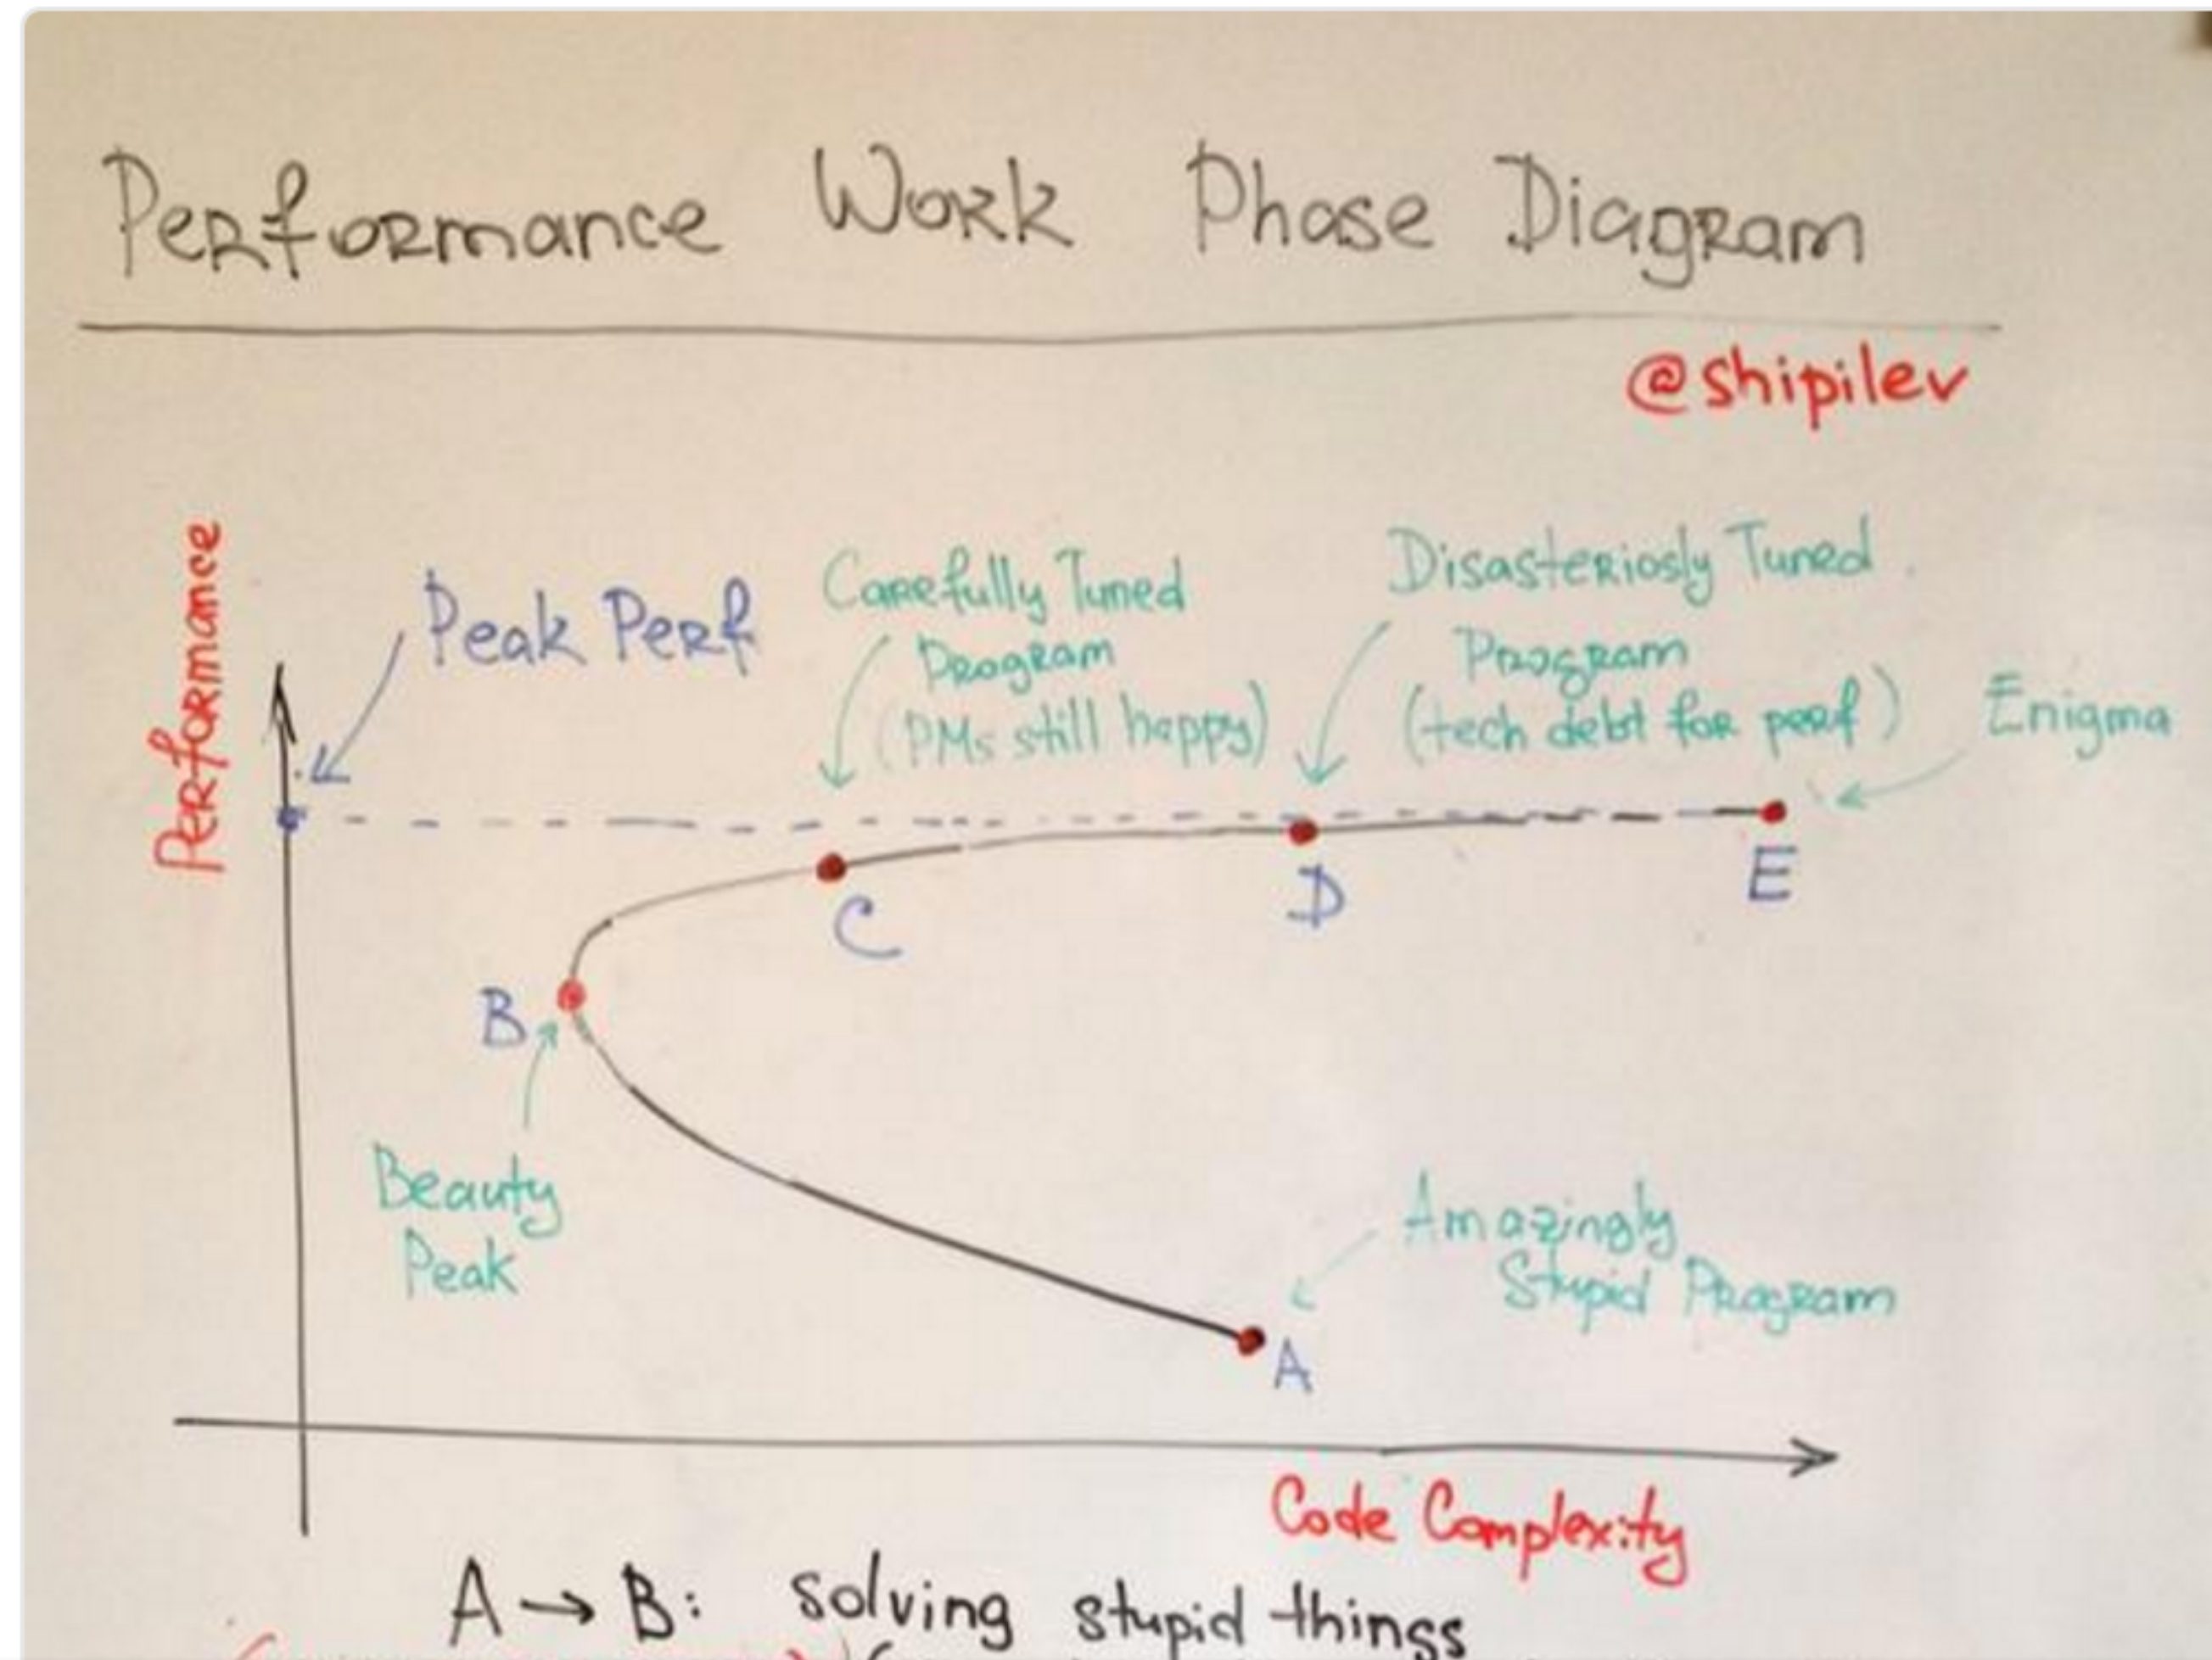 Performance Work Phase Diagram
@shipilev
Performance
Peak Perf
Carefully Tuned
Program
(PMs still happy)
Disasteriosly Tuned
Program
(tech debt for perf)
Enigma
C
D
E
B
Beauty
Peak
Amazingly
Stupid Program
A
Code Complexity
A → B: solving stupid things